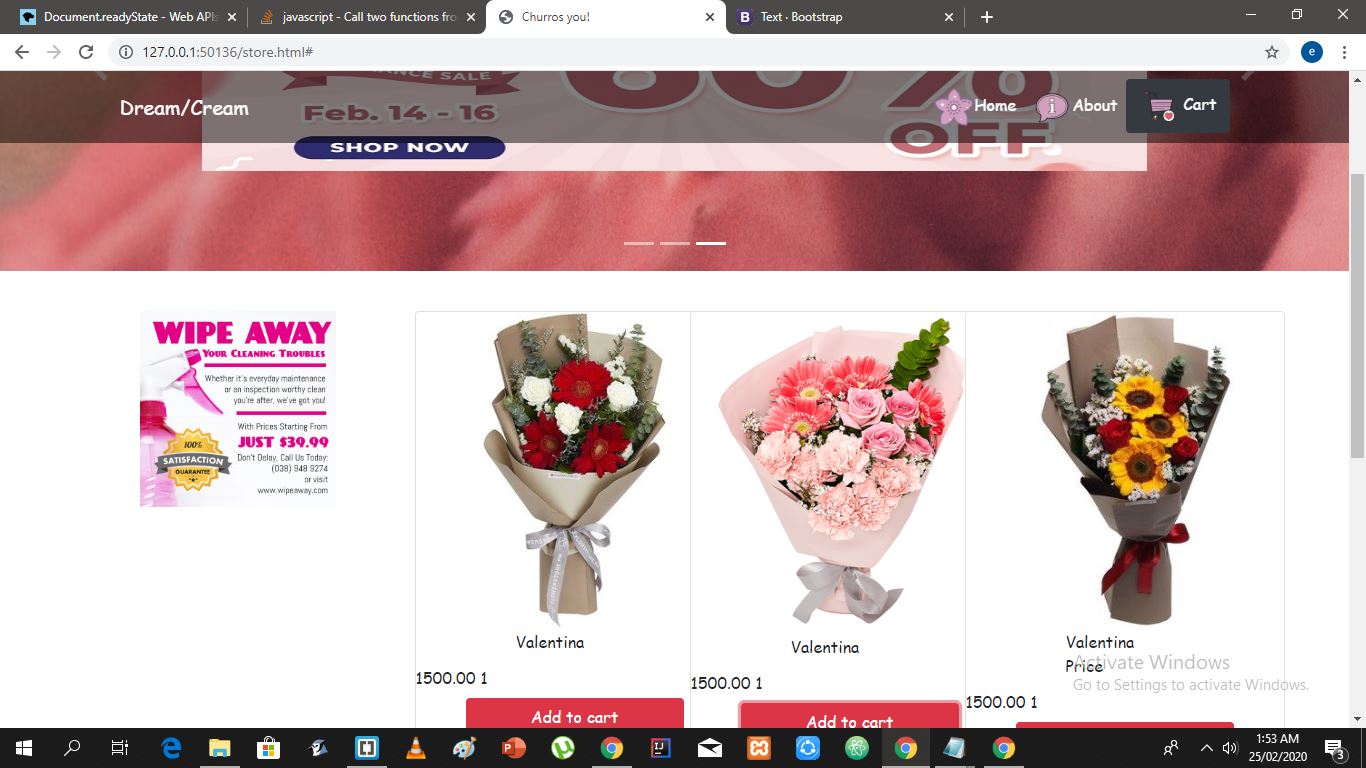 Document.readyState - Web APIs
javascript - Call two functions fro
Churros you!
Text · Bootstrap
127.0.0.1:50136/store.html#
e
ANCE SALE
80%
Feb. 14 - 16
OFF.
SHOP NOW
Dream/Cream
Home
About
Cart
WIPE AWAY
YOUR CLEANING TROUBLES
Whether it's everyday maintenance
or an inspection worthy clean
you're after, we've got you!
With Prices Starting From
JUST $39.99
Don't Delay, Call Us Today:
(038) 948 9274
or visit
www.wipeaway.com
100%
SATISFACTION
GUARANTEE
Valentina
1500.00 1
Add to cart
Valentina
1500.00 1
Add to cart
Valentina
Price
1500.00 1
Activate Windows
Go to Settings to activate Windows.
1:53 AM
25/02/2020
3